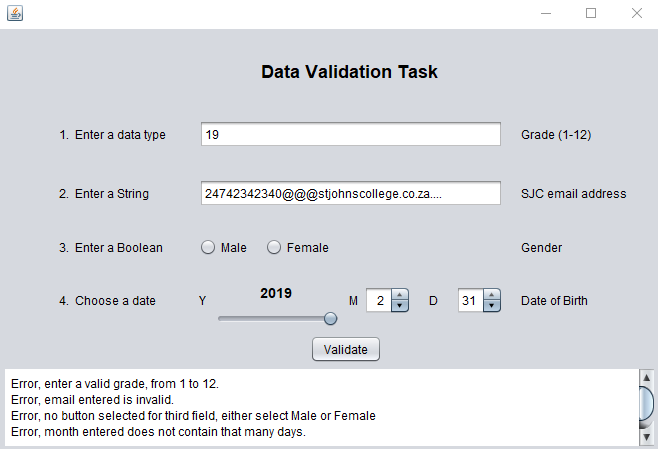 Data Validation Task
1. Enter a data type 19 Grade (1-12)
2. Enter a String 24742342340@@@stjohnscollege.co.za.... SJC email address
3. Enter a Boolean Male Female Gender
4. Choose a date Y 2019 M 2 D 31 Date of Birth
Validate
Error, enter a valid grade, from 1 to 12.
Error, email entered is invalid.
Error, no button selected for third field, either select Male or Female
Error, month entered does not contain that many days.